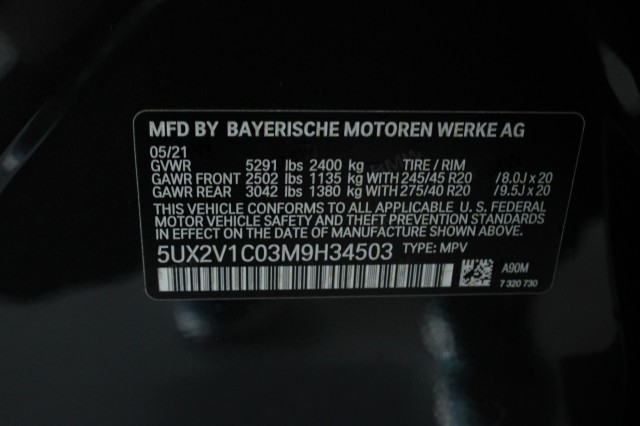 MFD BY BAYERISCHE MOTOREN WERKE AG
05/21
GVWR 5291 lbs 2400 kg TIRE / RIM
GAWR FRONT 2502 lbs 1135 kg WITH 245/45 R20 /8.0J x 20
GAWR REAR 3042 lbs 1380 kg WITH 275/40 R20 /9.5J x 20
THIS VEHICLE CONFORMS TO ALL APPLICABLE U. S. FEDERAL
MOTOR VEHICLE SAFETY AND THEFT PREVENTION STANDARDS
IN EFFECT ON THE DATE OF MANUFACTURE SHOWN ABOVE.
5UX2V1C03M9H34503 TYPE: MPV
A90M
7 320 730